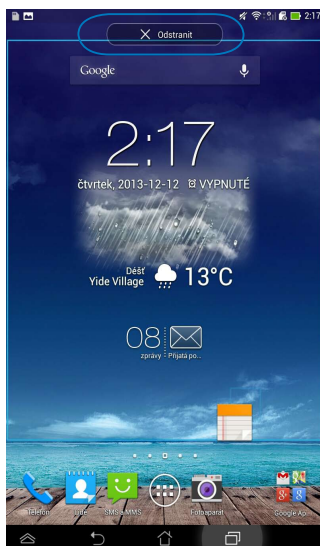 2:17
X Odstranit
Google
2:17
čtvrtek, 2013-12-12 VYPNUTÉ
Déšť
Yide Village
13°C
08
zprávy
Přijatá po...
Telefon
Lidé
SMS a MMS
Fotoaparát
Google Ap..